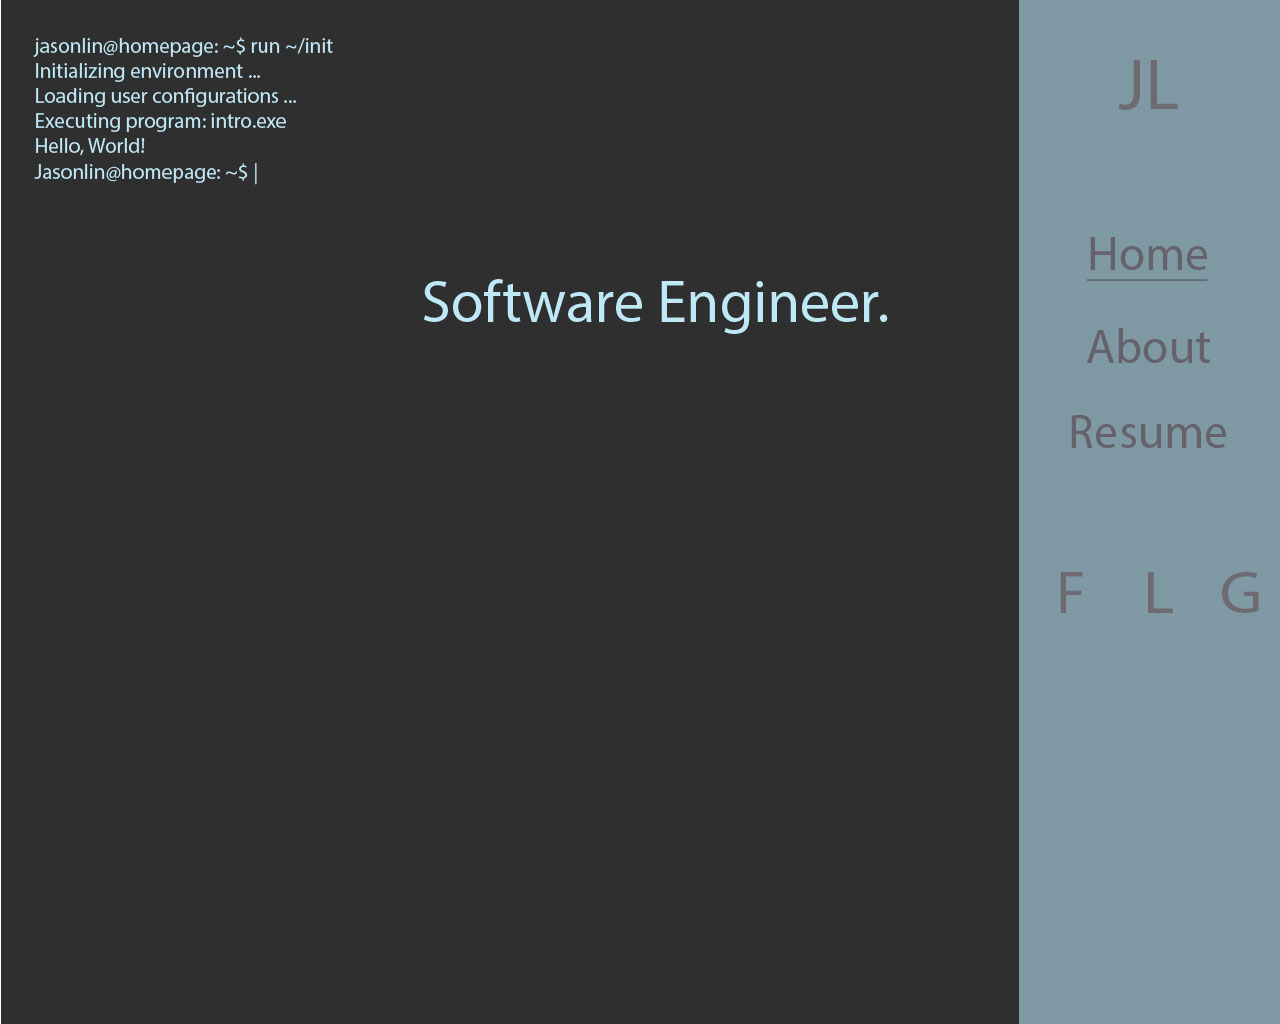 jasonlin@homepage: ~$ run ~/init
Initializing environment ...
Loading user configurations ...
Executing program: intro.exe
Hello, World!
Jasonlin@homepage: ~$ |
Software Engineer.
JL
Home
About
Resume
F L G